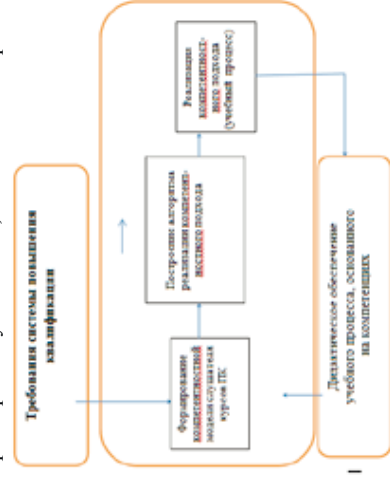 Требования системы повышения
квалификации
Формирование
компетентностной
модели слушателя
курсов ПК
Построение алгоритма
реализации компетент-
ностного подхода
Реализация
компетентност-
ного подхода
(учебный процесс)
Дидактическое обеспечение
учебного процесса, основанного
на компетенциях